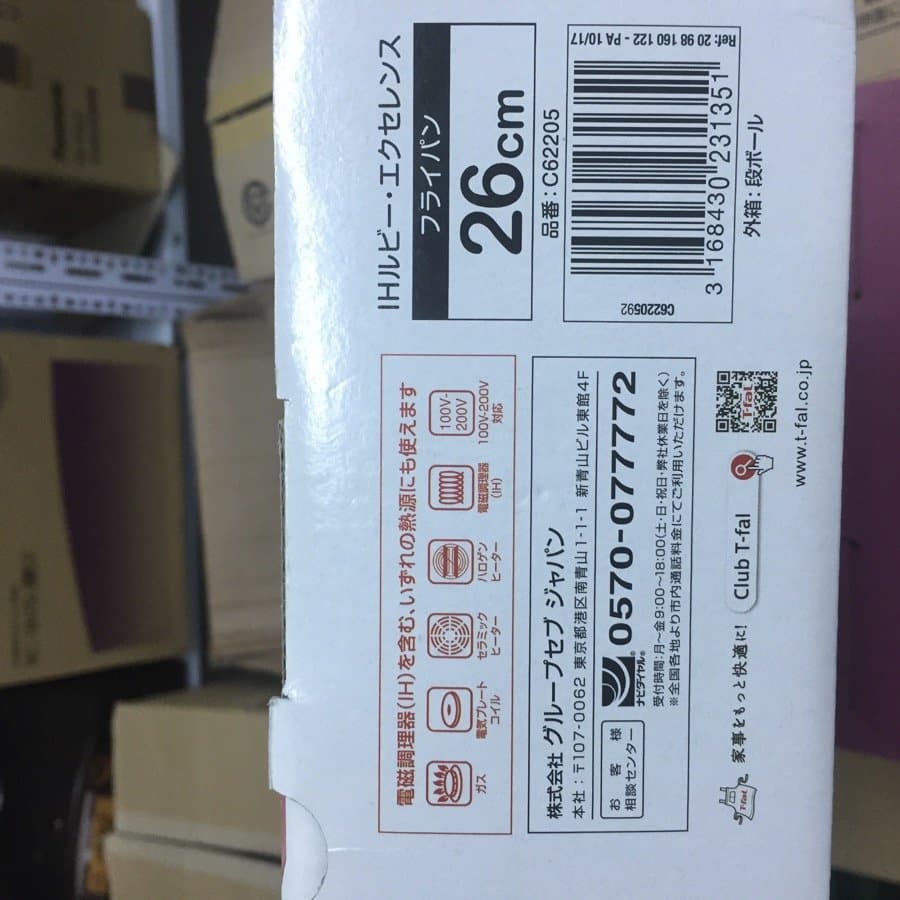 IHルビー・エクセレンス
フライパン
26cm
品番：C62205
Ref: 20 98 160 122 - PA 10/17
3 168430 231351
C6220592
外箱：段ボール
電磁調理器(IH)を含む、いずれの熱源にも使えます
ガス
電気プレート
コイル
セラミック
ヒーター
ハロゲン
ヒーター
電磁調理器
(IH)
100V-
200V
100V-200V
対応
株式会社 グループセブ ジャパン
本社：〒107-0062 東京都港区南青山1-1-1 新青山ビル東館4F
お客様
相談センター
ナビダイヤル®
0570-077772
受付時間：月～金9:00～18:00(土・日・祝日・弊社休業日を除く)
※全国各地より市内通話料金にてご利用いただけます。
T-fal
家事をもっと快適に!
Club T-fal
T-fal
www.t-fal.co.jp